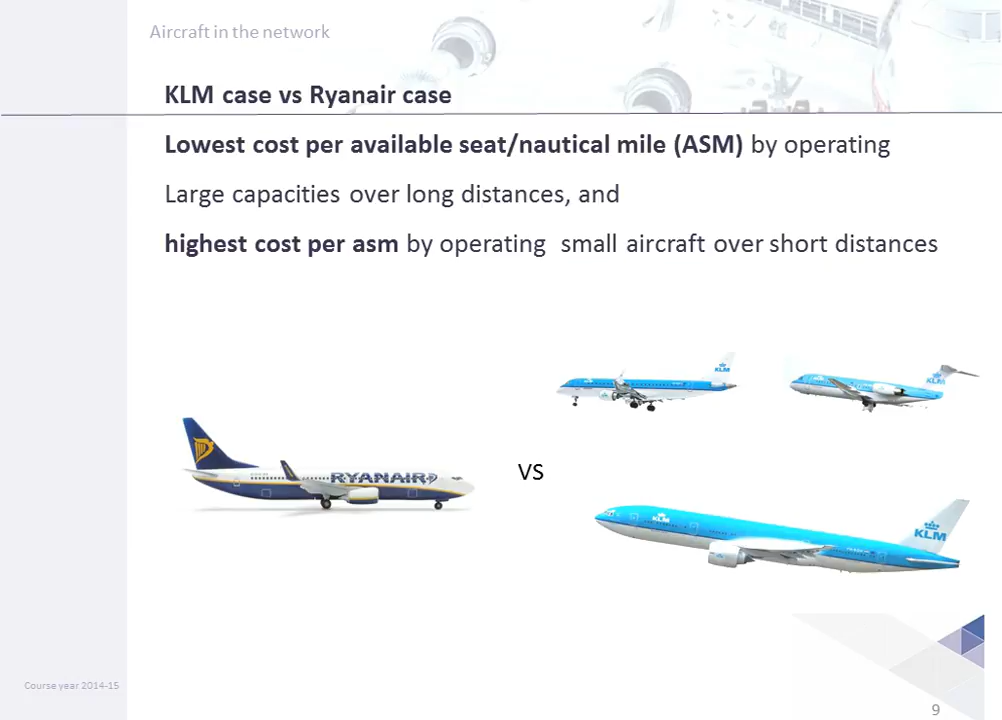 Aircraft in the network
KLM case vs Ryanair case
Lowest cost per available seat/nautical mile (ASM) by operating
Large capacities over long distances, and
highest cost per asm by operating small aircraft over short distances
KLM
KLM
RYANAIR
VS
KLM
KLM
Course year 2014-15
9